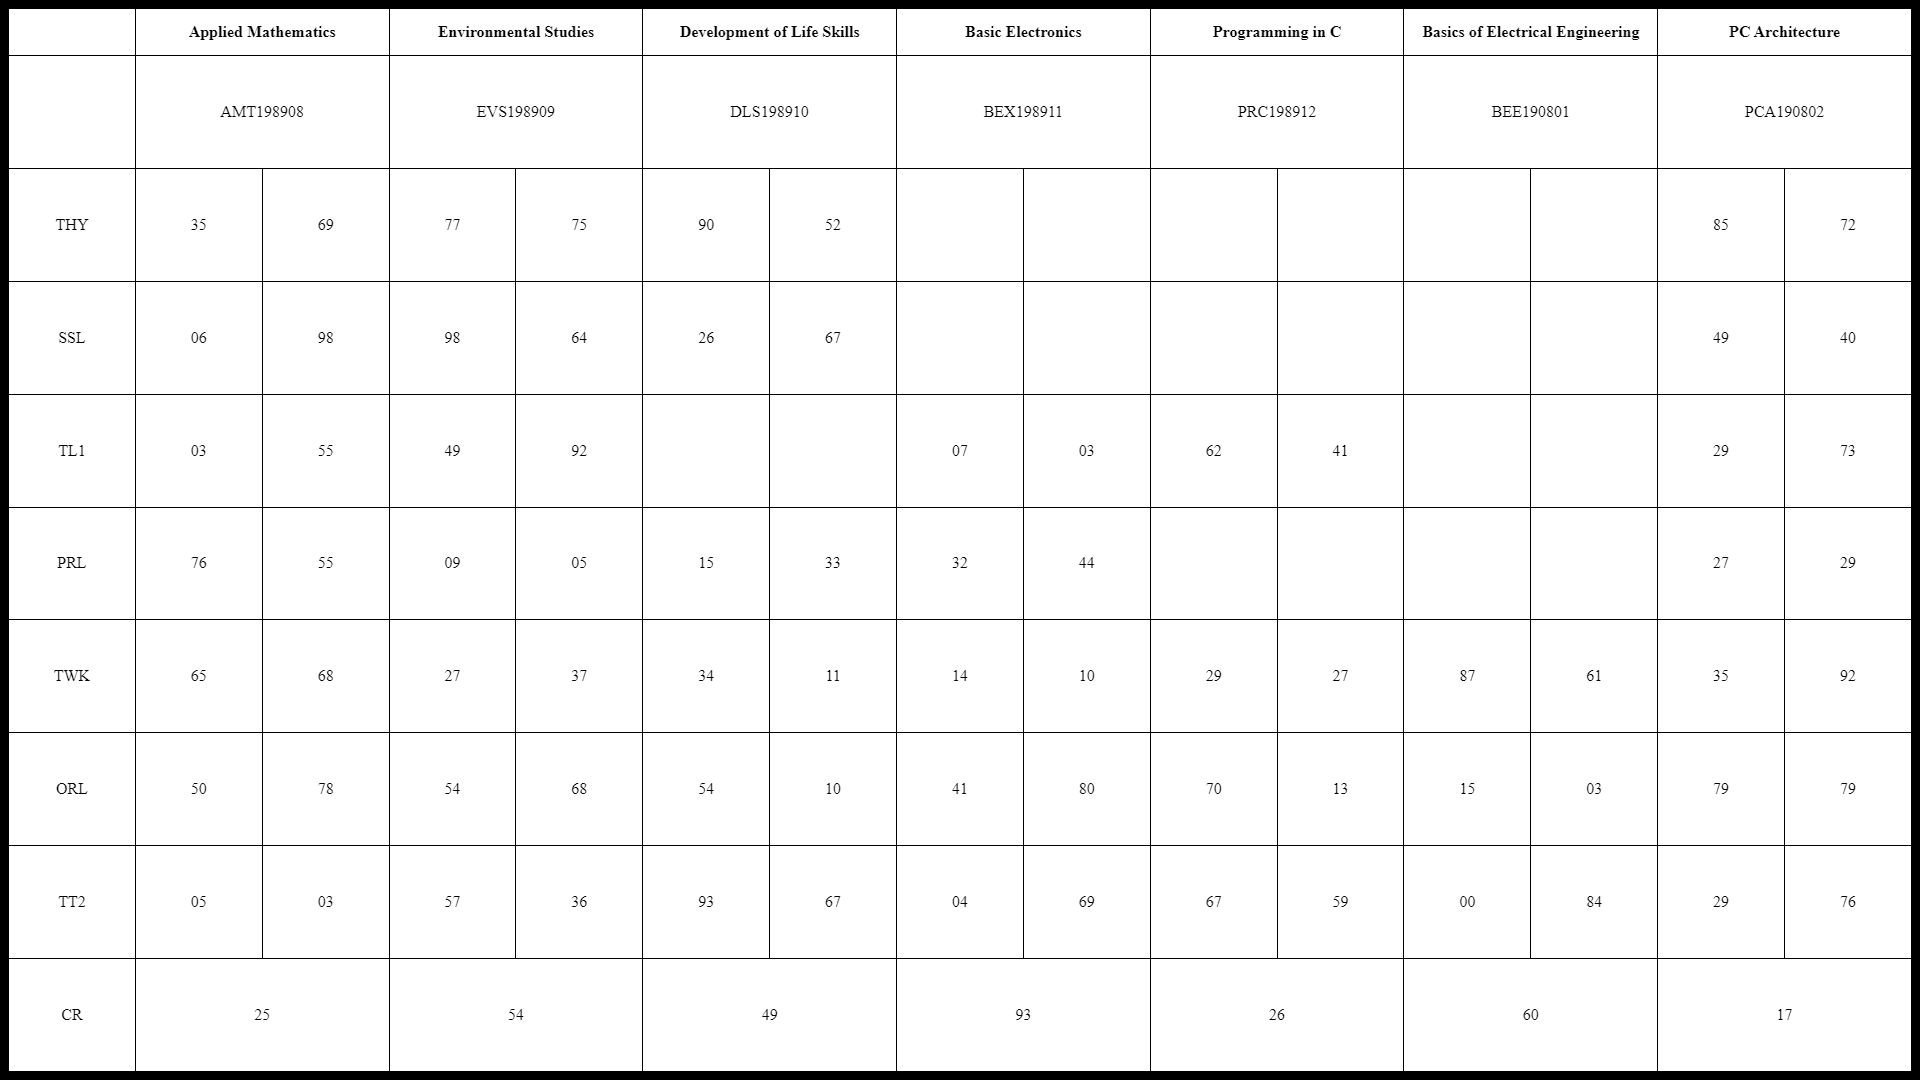 Applied Mathematics Environmental Studies Development of Life Skills Basic Electronics Programming in C Basics of Electrical Engineering PC Architecture
AMT198908 EVS198909 DLS198910 BEX198911 PRC198912 BEE190801 PCA190802
THY 35 69 77 75 90 52 85 72
SSL 06 98 98 64 26 67 49 40
TL1 03 55 49 92 07 03 62 41 29 73
PRL 76 55 09 05 15 33 32 44 27 29
TWK 65 68 27 37 34 11 14 10 29 27 87 61 35 92
ORL 50 78 54 68 54 10 41 80 70 13 15 03 79 79
TT2 05 03 57 36 93 67 04 69 67 59 00 84 29 76
CR 25 54 49 93 26 60 17